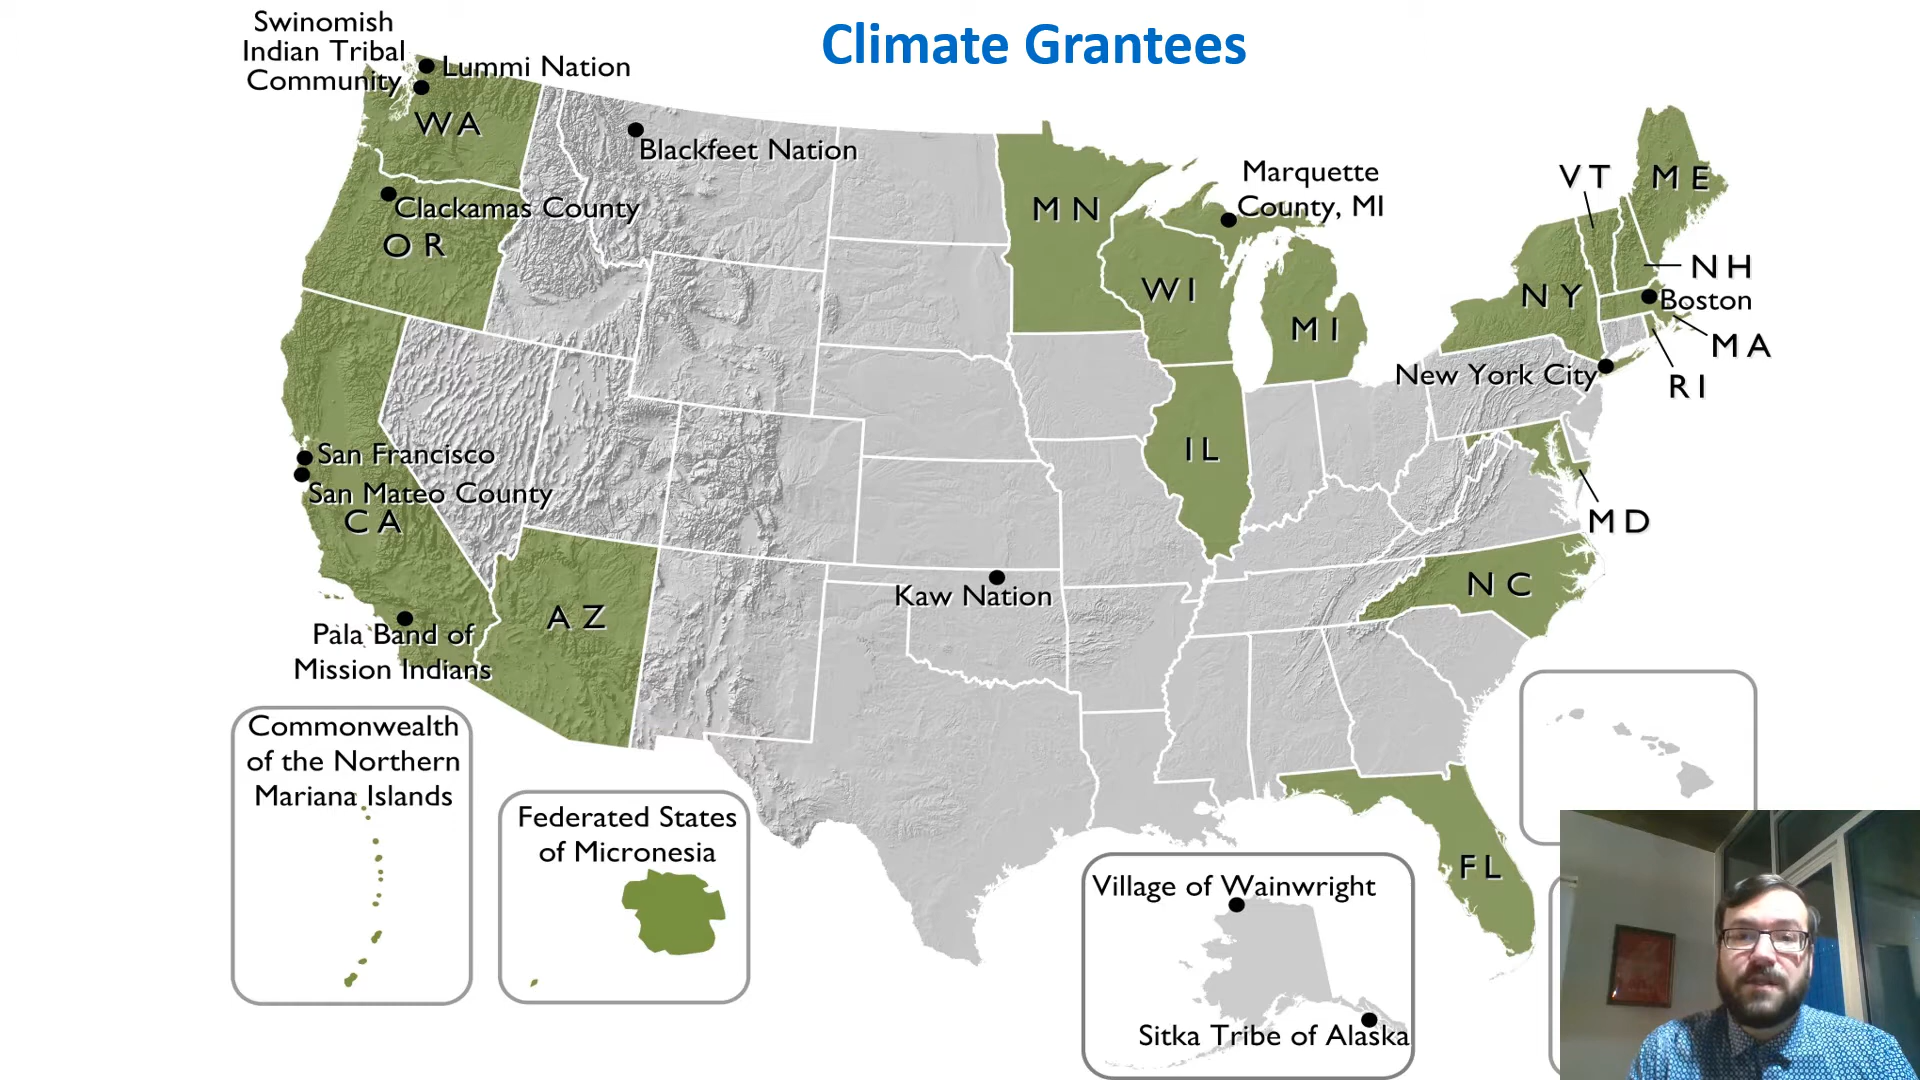 Climate Grantees
Swinomish
Indian Tribal
Community
Lummi Nation
WA
Blackfeet Nation
Clackamas County
OR
MN
Marquette
County, MI
WI
MI
VT
ME
NH
NY
Boston
MA
New York City
RI
IL
San Francisco
San Mateo County
CA
MD
Kaw Nation
NC
AZ
Pala Band of
Mission Indians
Commonwealth
of the Northern
Mariana Islands
Federated States
of Micronesia
FL
Village of Wainwright
Sitka Tribe of Alaska